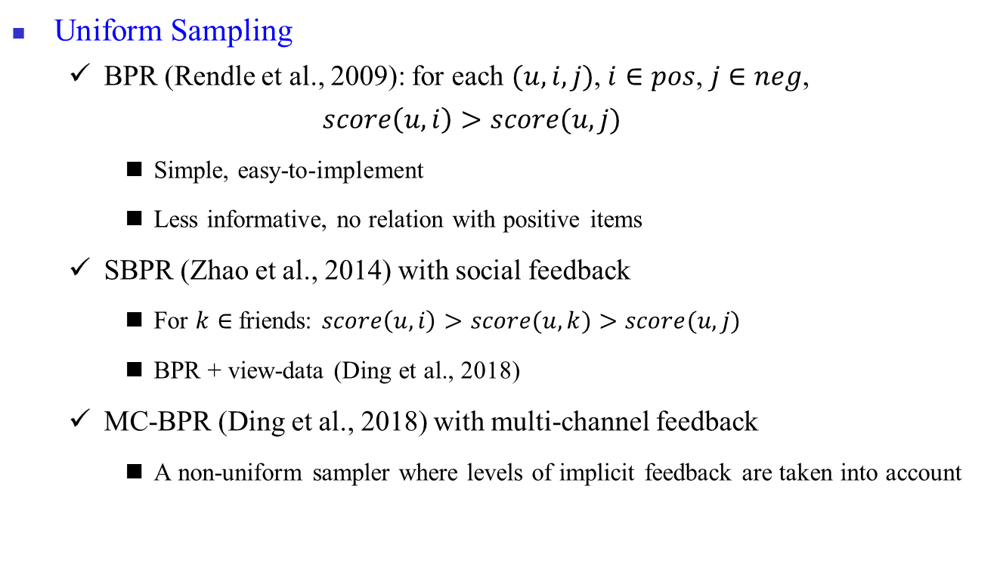 Uniform Sampling
BPR (Rendle et al., 2009): for each (𝑢, 𝑖, 𝑗), 𝑖 ∈ 𝑝𝑜𝑠, 𝑗 ∈ 𝑛𝑒𝑔,
𝑠𝑐𝑜𝑟𝑒(𝑢, 𝑖) > 𝑠𝑐𝑜𝑟𝑒(𝑢, 𝑗)
Simple, easy-to-implement
Less informative, no relation with positive items
SBPR (Zhao et al., 2014) with social feedback
For 𝑘 ∈ friends: 𝑠𝑐𝑜𝑟𝑒(𝑢, 𝑖) > 𝑠𝑐𝑜𝑟𝑒(𝑢, 𝑘) > 𝑠𝑐𝑜𝑟𝑒(𝑢, 𝑗)
BPR + view-data (Ding et al., 2018)
MC-BPR (Ding et al., 2018) with multi-channel feedback
A non-uniform sampler where levels of implicit feedback are taken into account